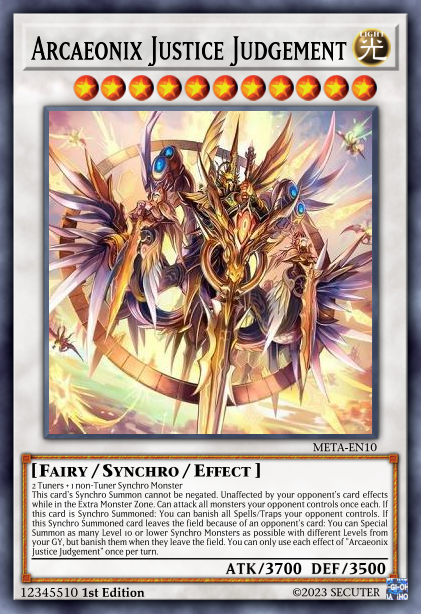 ARCAEONIX JUSTICE JUDGEMENT
LIGHT
光
META-EN10
[FAIRY / SYNCHRO / EFFECT ]
2 Tuners + 1 non-Tuner Synchro Monster
This card's Synchro Summon cannot be negated. Unaffected by your opponent's card effects
while in the Extra Monster Zone. Can attack all monsters your opponent controls once each. If
this card is Synchro Summoned: You can banish all Spells/Traps your opponent controls. If
this Synchro Summoned card leaves the field because of an opponent's card: You can Special
Summon as many Level 10 or lower Synchro Monsters as possible with different Levels from
your GY, but banish them when they leave the field. You can only use each effect of "Arcaeonix
Justice Judgement" once per turn.
ATK/3700 DEF/3500
12345510 1st Edition
©2023 SECUTER